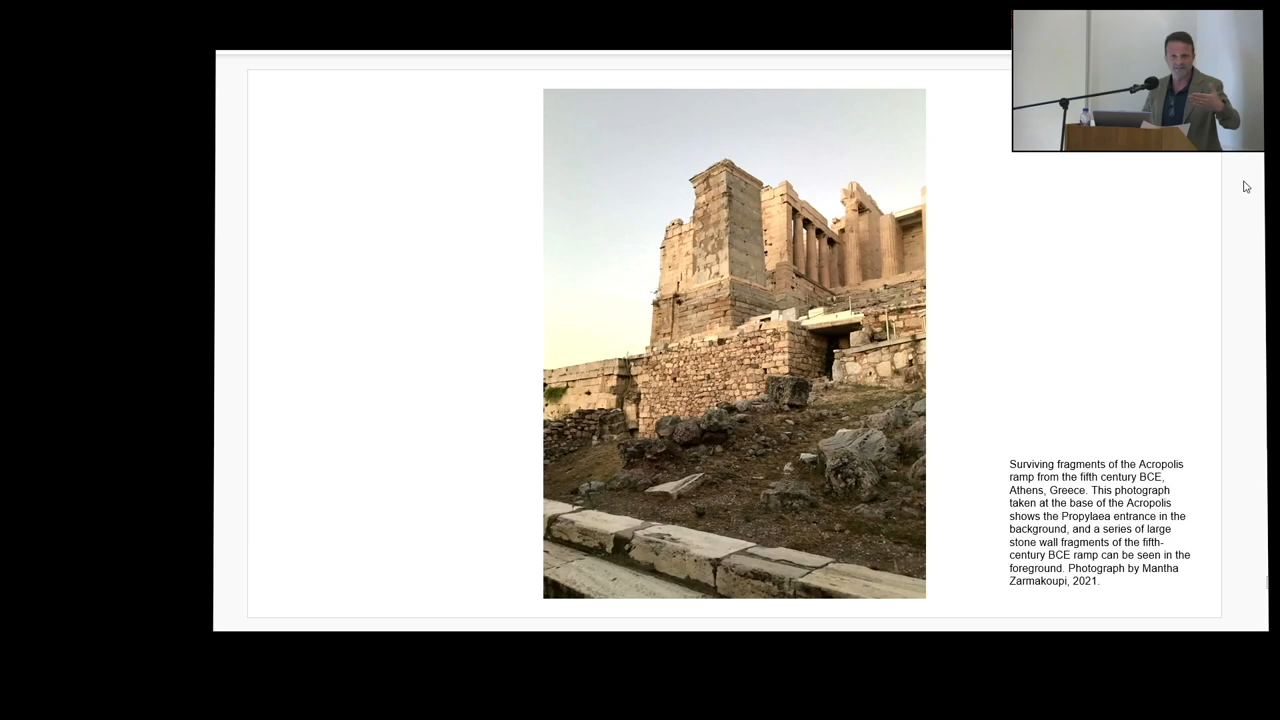 Surviving fragments of the Acropolis
ramp from the fifth century BCE,
Athens, Greece. This photograph
taken at the base of the Acropolis
shows the Propylaea entrance in the
background, and a series of large
stone wall fragments of the fifth-
century BCE ramp can be seen in the
foreground. Photograph by Mantha
Zarmakoupi, 2021.